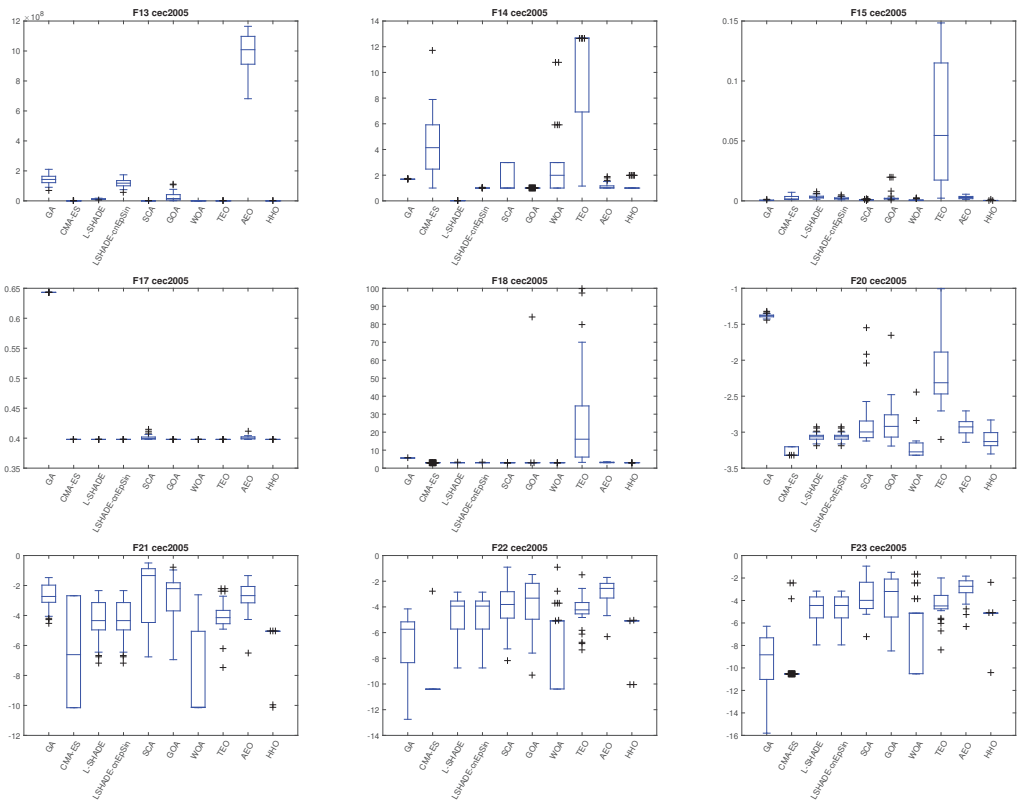 F13 cec2005
12 ×10^8
10
8
6
4
2
0
GA
CMA-ES
L-SHADE
LSHADE-cnEpSin
SCA
GOA
WOA
TEO
AEO
HHO
F14 cec2005
14
12
10
8
6
4
2
0
GA
CMA-ES
L-SHADE
LSHADE-cnEpSin
SCA
GOA
WOA
TEO
AEO
HHO
F15 cec2005
0.15
0.1
0.05
0
GA
CMA-ES
L-SHADE
LSHADE-cnEpSin
SCA
GOA
WOA
TEO
AEO
HHO
F17 cec2005
0.65
0.6
0.55
0.5
0.45
0.4
0.35
GA
CMA-ES
L-SHADE
LSHADE-cnEpSin
SCA
GOA
WOA
TEO
AEO
HHO
F18 cec2005
100
90
80
70
60
50
40
30
20
10
0
GA
CMA-ES
L-SHADE
LSHADE-cnEpSin
SCA
GOA
WOA
TEO
AEO
HHO
F20 cec2005
-1
-1.5
-2
-2.5
-3
-3.5
GA
CMA-ES
L-SHADE
LSHADE-cnEpSin
SCA
GOA
WOA
TEO
AEO
HHO
F21 cec2005
0
-2
-4
-6
-8
-10
-12
GA
CMA-ES
L-SHADE
LSHADE-cnEpSin
SCA
GOA
WOA
TEO
AEO
HHO
F22 cec2005
0
-2
-4
-6
-8
-10
-12
-14
GA
CMA-ES
L-SHADE
LSHADE-cnEpSin
SCA
GOA
WOA
TEO
AEO
HHO
F23 cec2005
0
-2
-4
-6
-8
-10
-12
-14
-16
GA
CMA-ES
L-SHADE
LSHADE-cnEpSin
SCA
GOA
WOA
TEO
AEO
HHO